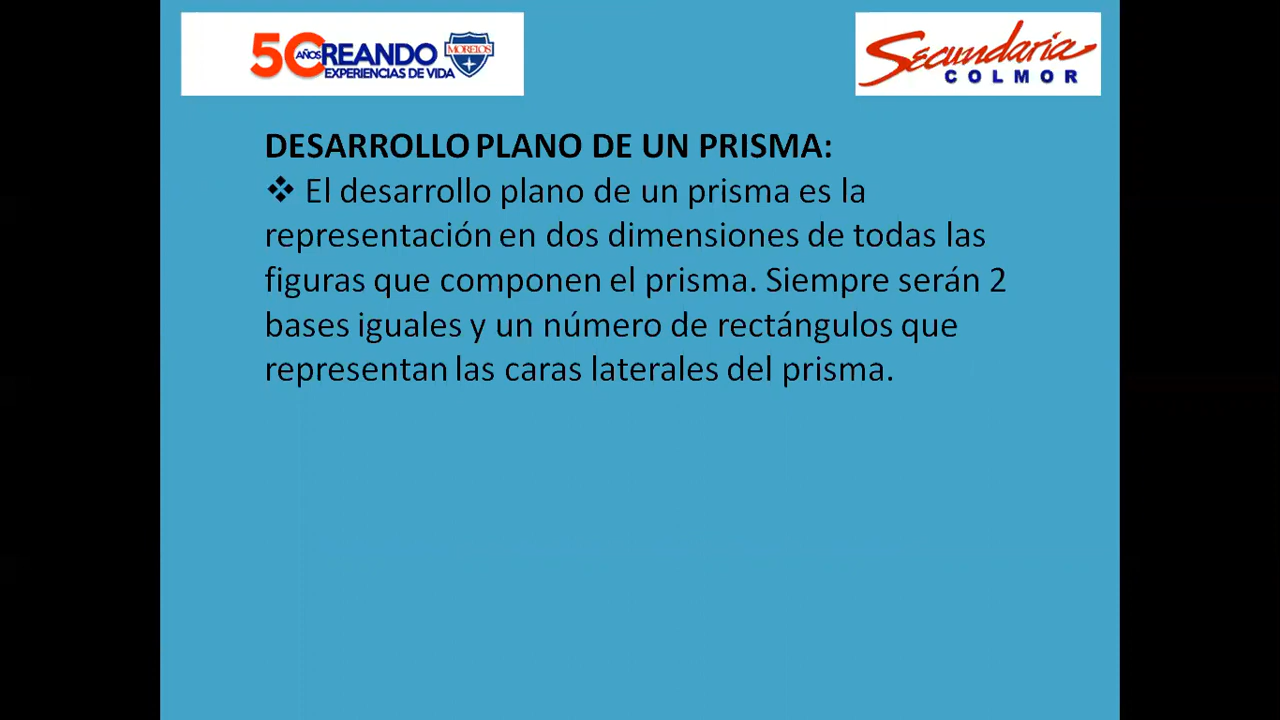 50 AÑOS CREANDO
EXPERIENCIAS DE VIDA
MORELOS
Secundaria
COLMOR
DESARROLLO PLANO DE UN PRISMA:
❖ El desarrollo plano de un prisma es la
representación en dos dimensiones de todas las
figuras que componen el prisma. Siempre serán 2
bases iguales y un número de rectángulos que
representan las caras laterales del prisma.